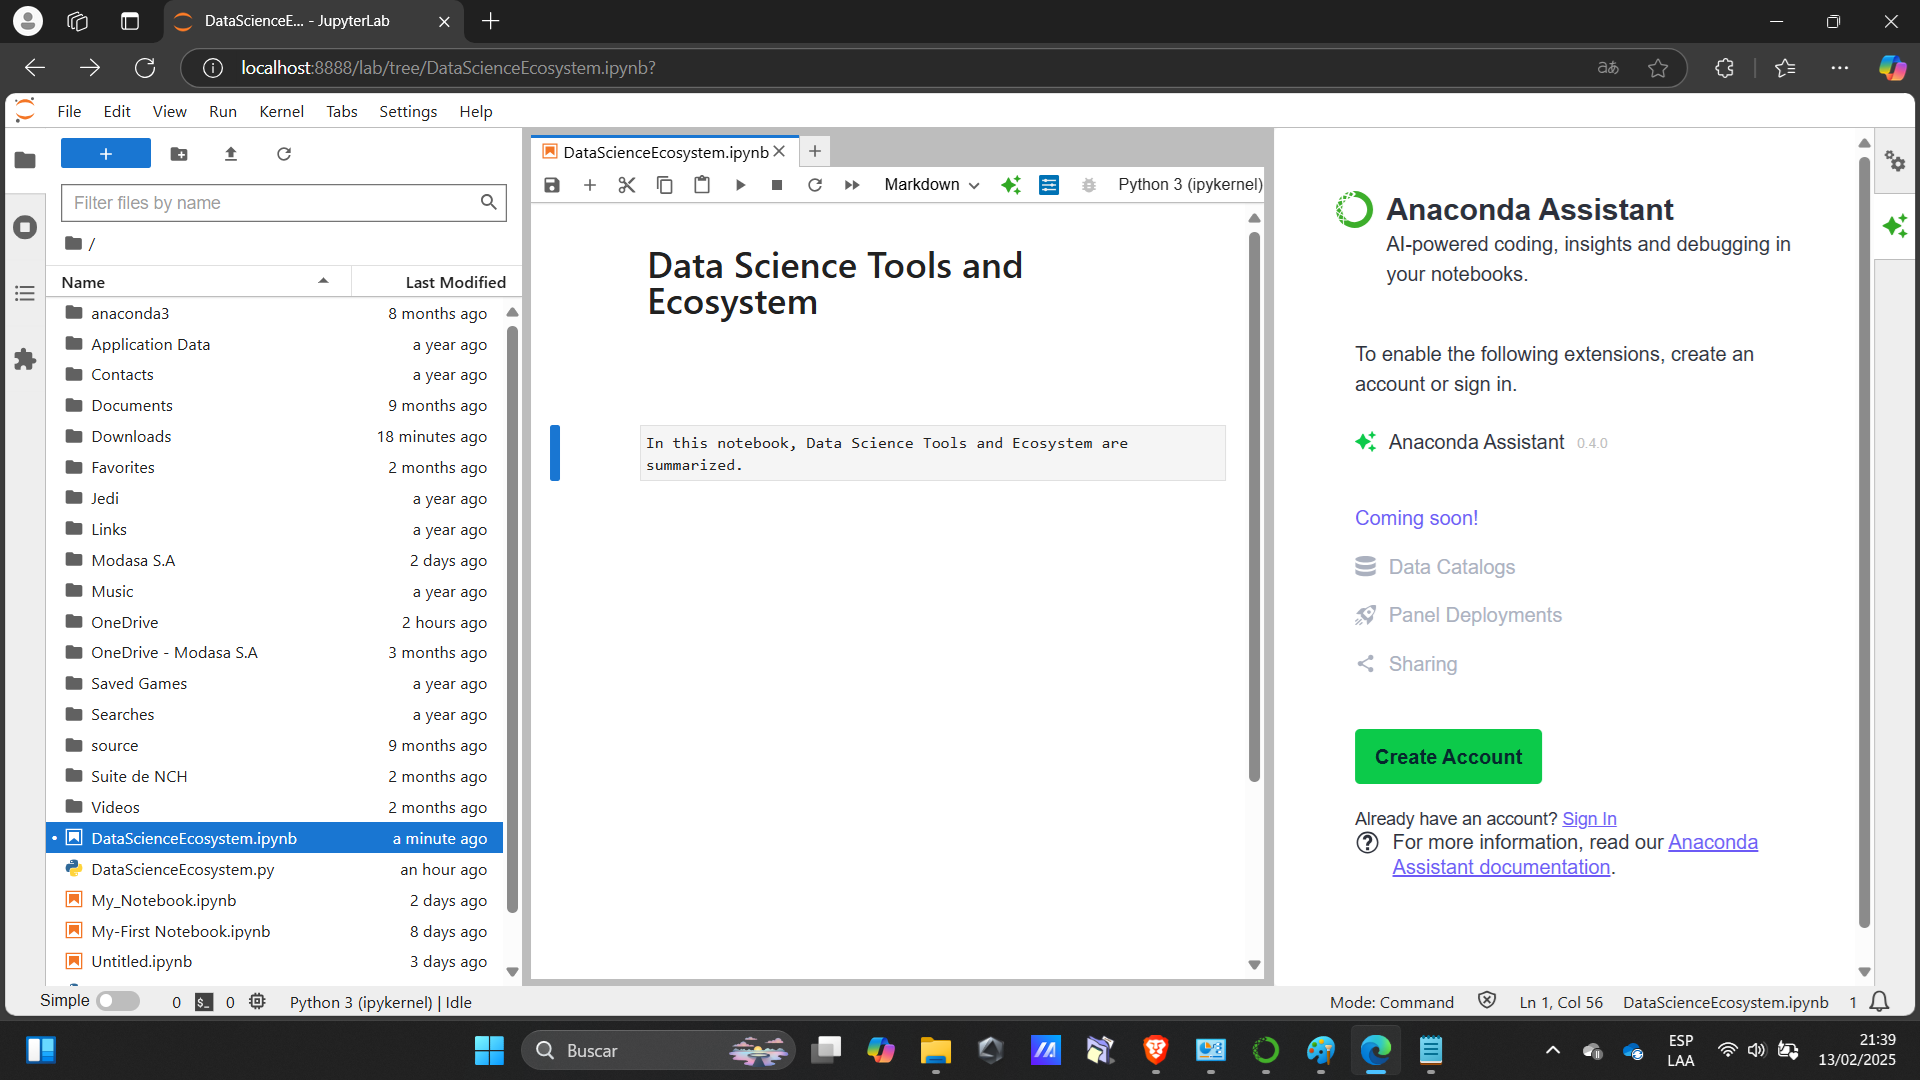 DataScienceE... - JupyterLab
localhost:8888/lab/tree/DataScienceEcosystem.ipynb?
File Edit View Run Kernel Tabs Settings Help
Filter files by name
/
Name Last Modified
anaconda3 8 months ago
Application Data a year ago
Contacts a year ago
Documents 9 months ago
Downloads 18 minutes ago
Favorites 2 months ago
Jedi a year ago
Links a year ago
Modasa S.A 2 days ago
Music a year ago
OneDrive 2 hours ago
OneDrive - Modasa S.A 3 months ago
Saved Games a year ago
Searches a year ago
source 9 months ago
Suite de NCH 2 months ago
Videos 2 months ago
DataScienceEcosystem.ipynb a minute ago
DataScienceEcosystem.py an hour ago
My_Notebook.ipynb 2 days ago
My-First Notebook.ipynb 8 days ago
Untitled.ipynb 3 days ago
DataScienceEcosystem.ipynb
Markdown Python 3 (ipykernel)
Data Science Tools and
Ecosystem
In this notebook, Data Science Tools and Ecosystem are
summarized.
Anaconda Assistant
AI-powered coding, insights and debugging in
your notebooks.
To enable the following extensions, create an
account or sign in.
Anaconda Assistant 0.4.0
Coming soon!
Data Catalogs
Panel Deployments
Sharing
Create Account
Already have an account? Sign In
For more information, read our Anaconda
Assistant documentation.
Simple 0 0 Python 3 (ipykernel) | Idle Mode: Command Ln 1, Col 56 DataScienceEcosystem.ipynb 1
Buscar
ESP
LAA
21:39
13/02/2025